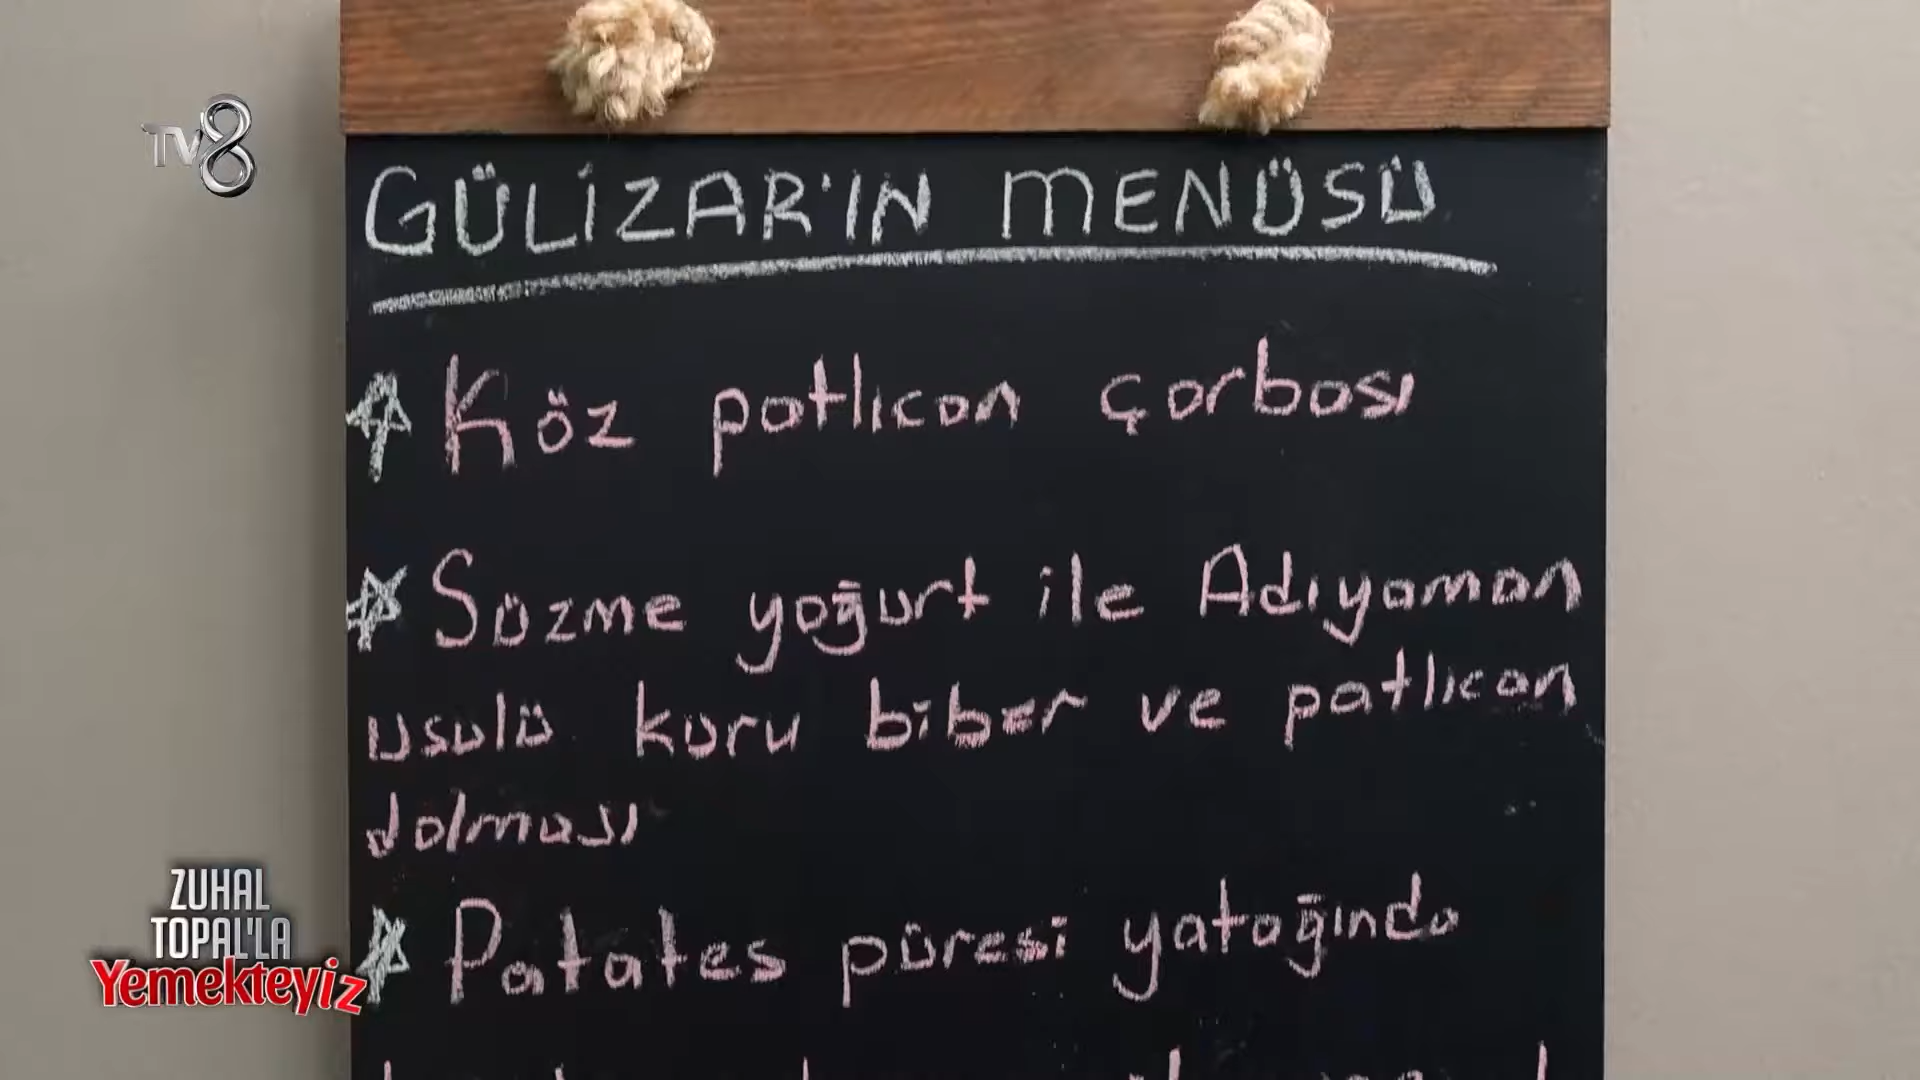 TV8
GÜLİZAR'IN MENÜSÜ
Köz patlıcan çorbası
Süzme yoğurt ile Adıyaman
usulü kuru biber ve patlıcan
dolması
Patates püresi yatağında
ZUHAL
TOPAL'LA
Yemekteyiz